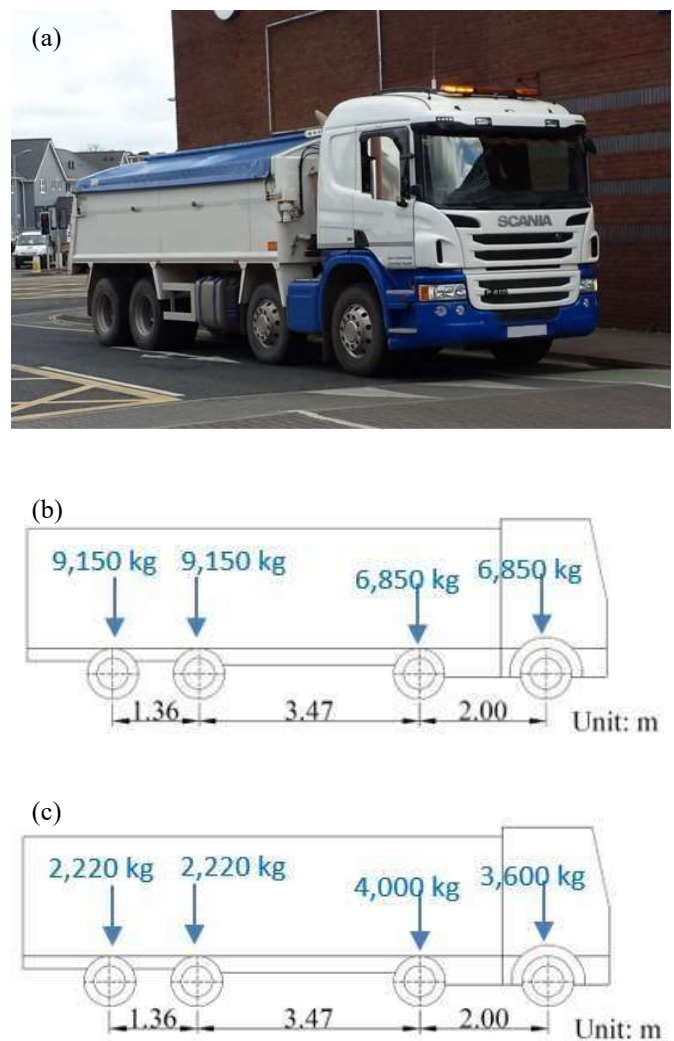 (a)
SCANIA
(b)
9,150 kg 9,150 kg 6,850 kg 6,850 kg
1.36 3.47 2.00 Unit: m
(c)
2,220 kg 2,220 kg 4,000 kg 3,600 kg
1.36 3.47 2.00 Unit: m